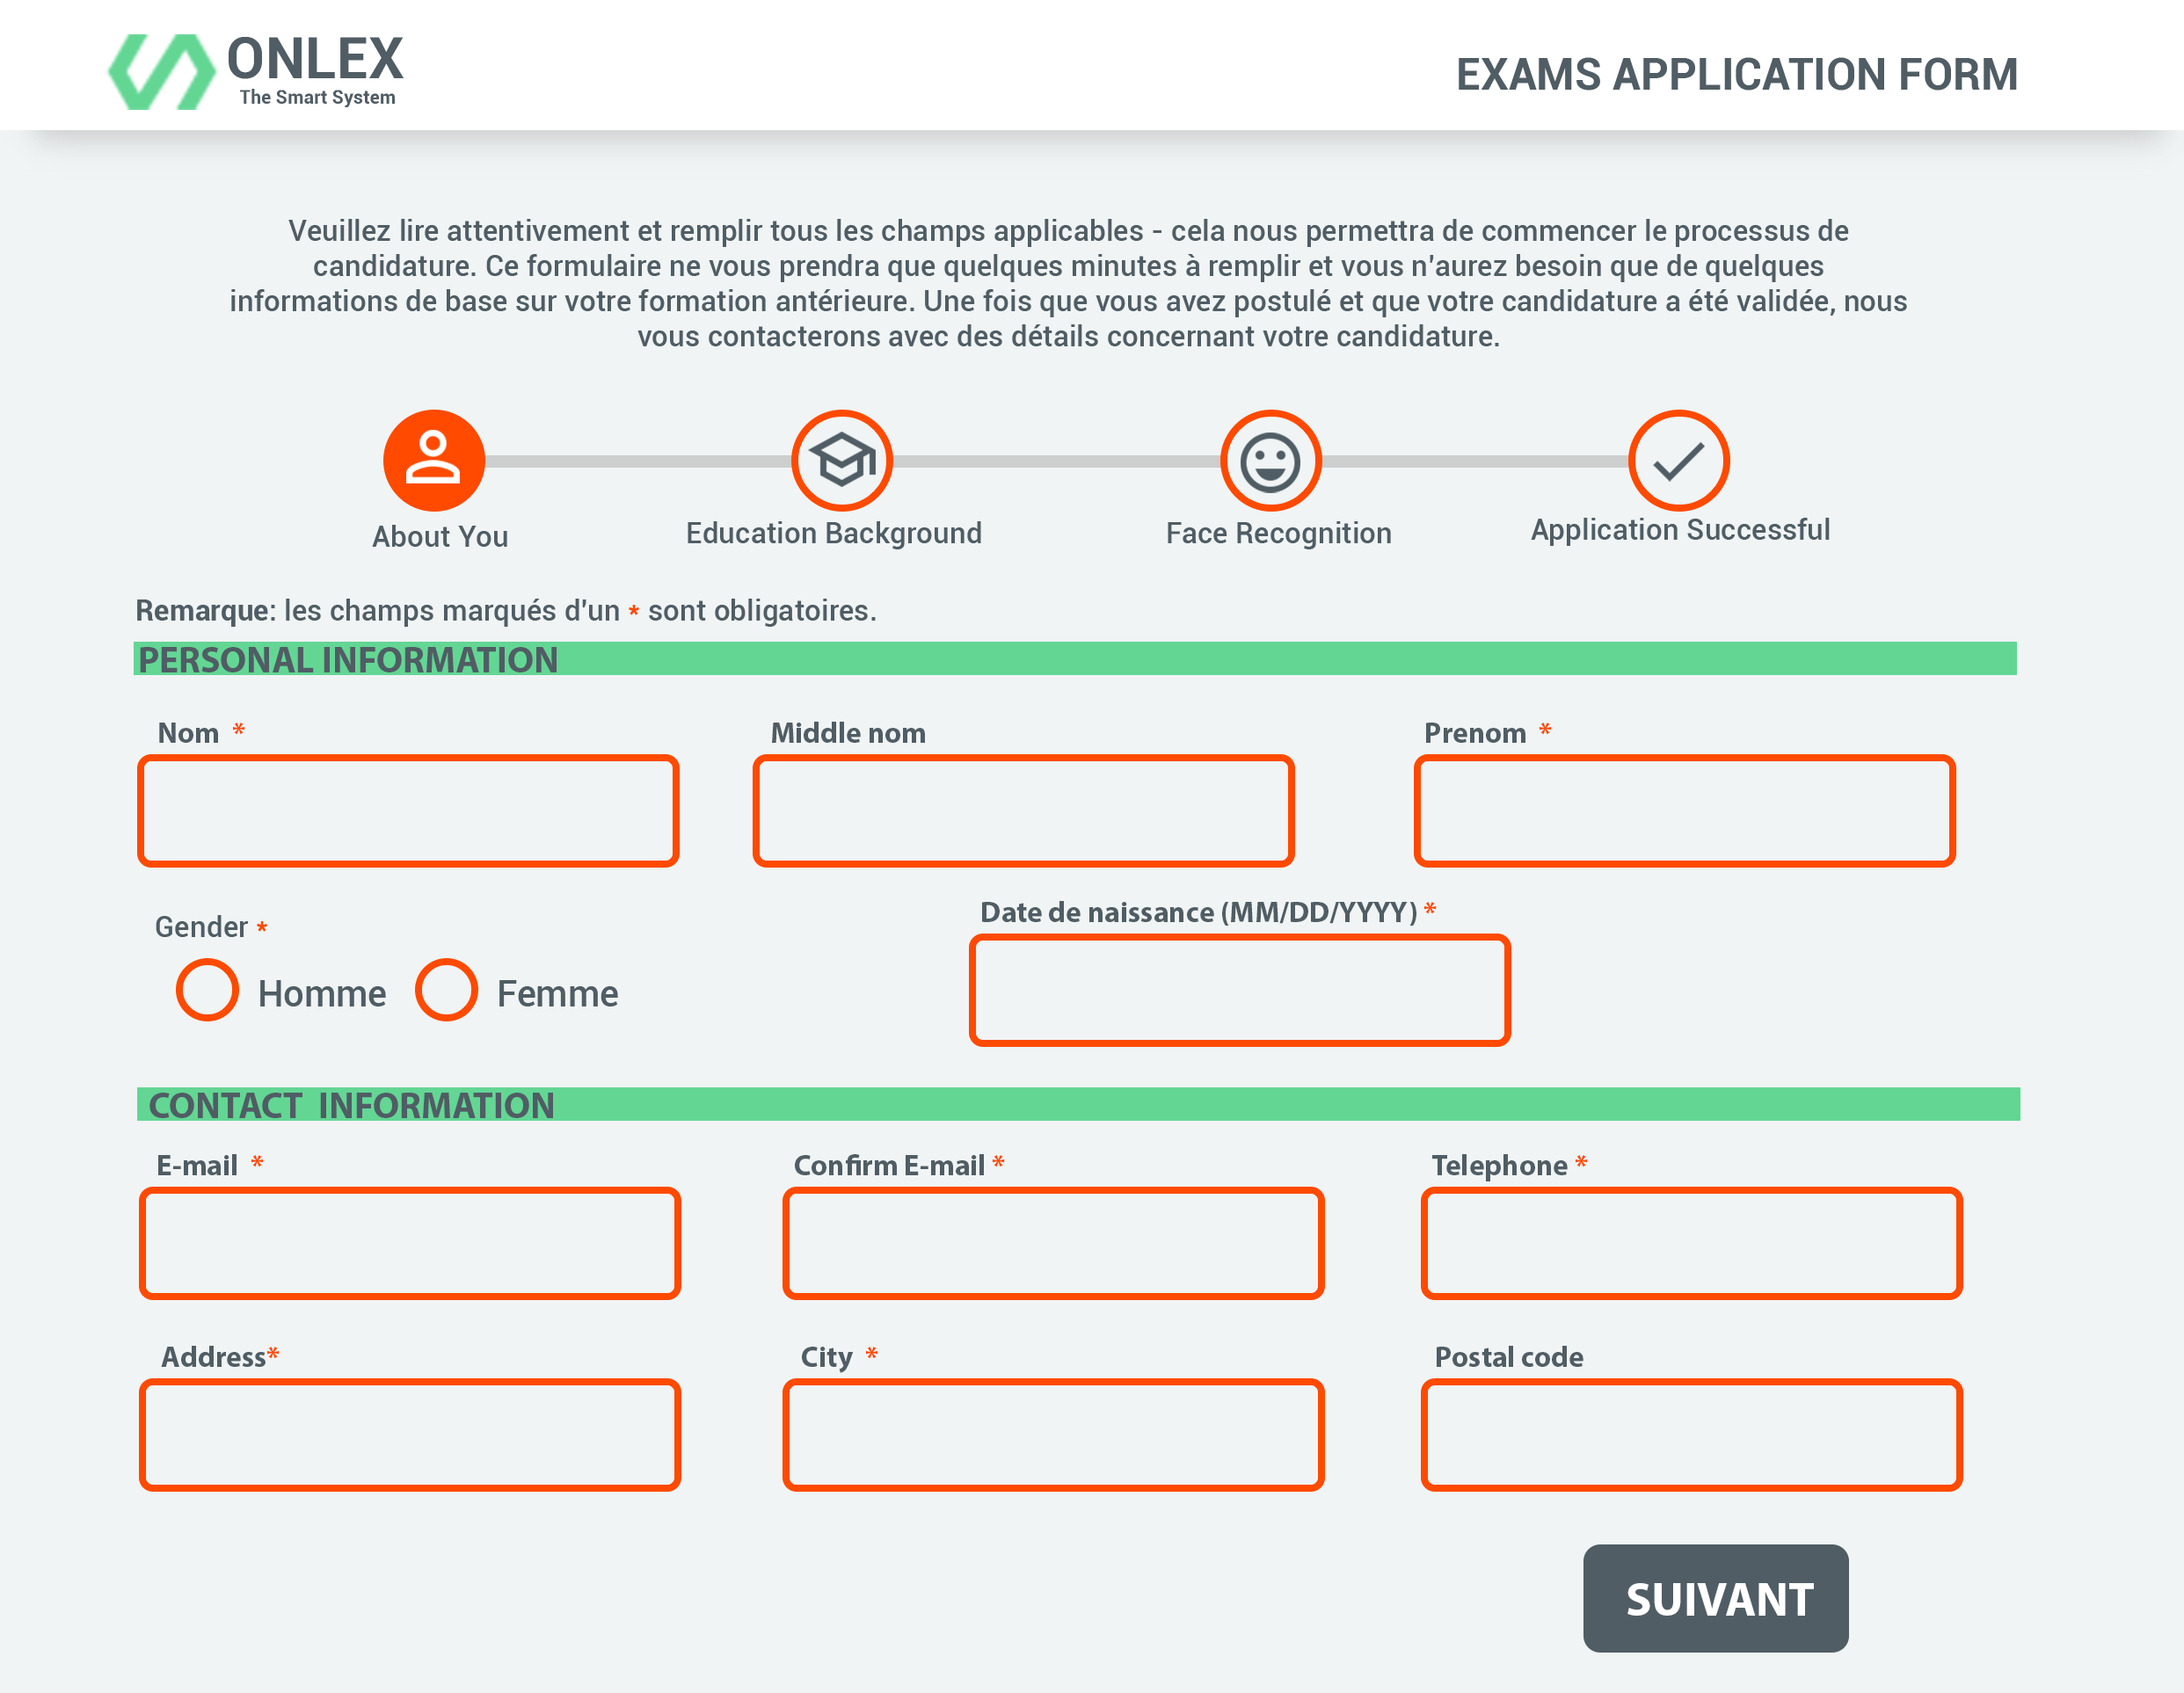 ONLEX
The Smart System
EXAMS APPLICATION FORM
Veuillez lire attentivement et remplir tous les champs applicables - cela nous permettra de commencer le processus de
candidature. Ce formulaire ne vous prendra que quelques minutes à remplir et vous n'aurez besoin que de quelques
informations de base sur votre formation antérieure. Une fois que vous avez postulé et que votre candidature a été validée, nous
vous contacterons avec des détails concernant votre candidature.
About You
Education Background
Face Recognition
Application Successful
Remarque: les champs marqués d'un * sont obligatoires.
PERSONAL INFORMATION
Nom *
Middle nom
Prenom *
Gender *
Homme
Femme
Date de naissance (MM/DD/YYYY) *
CONTACT INFORMATION
E-mail *
Confirm E-mail *
Telephone *
Address*
City *
Postal code
SUIVANT